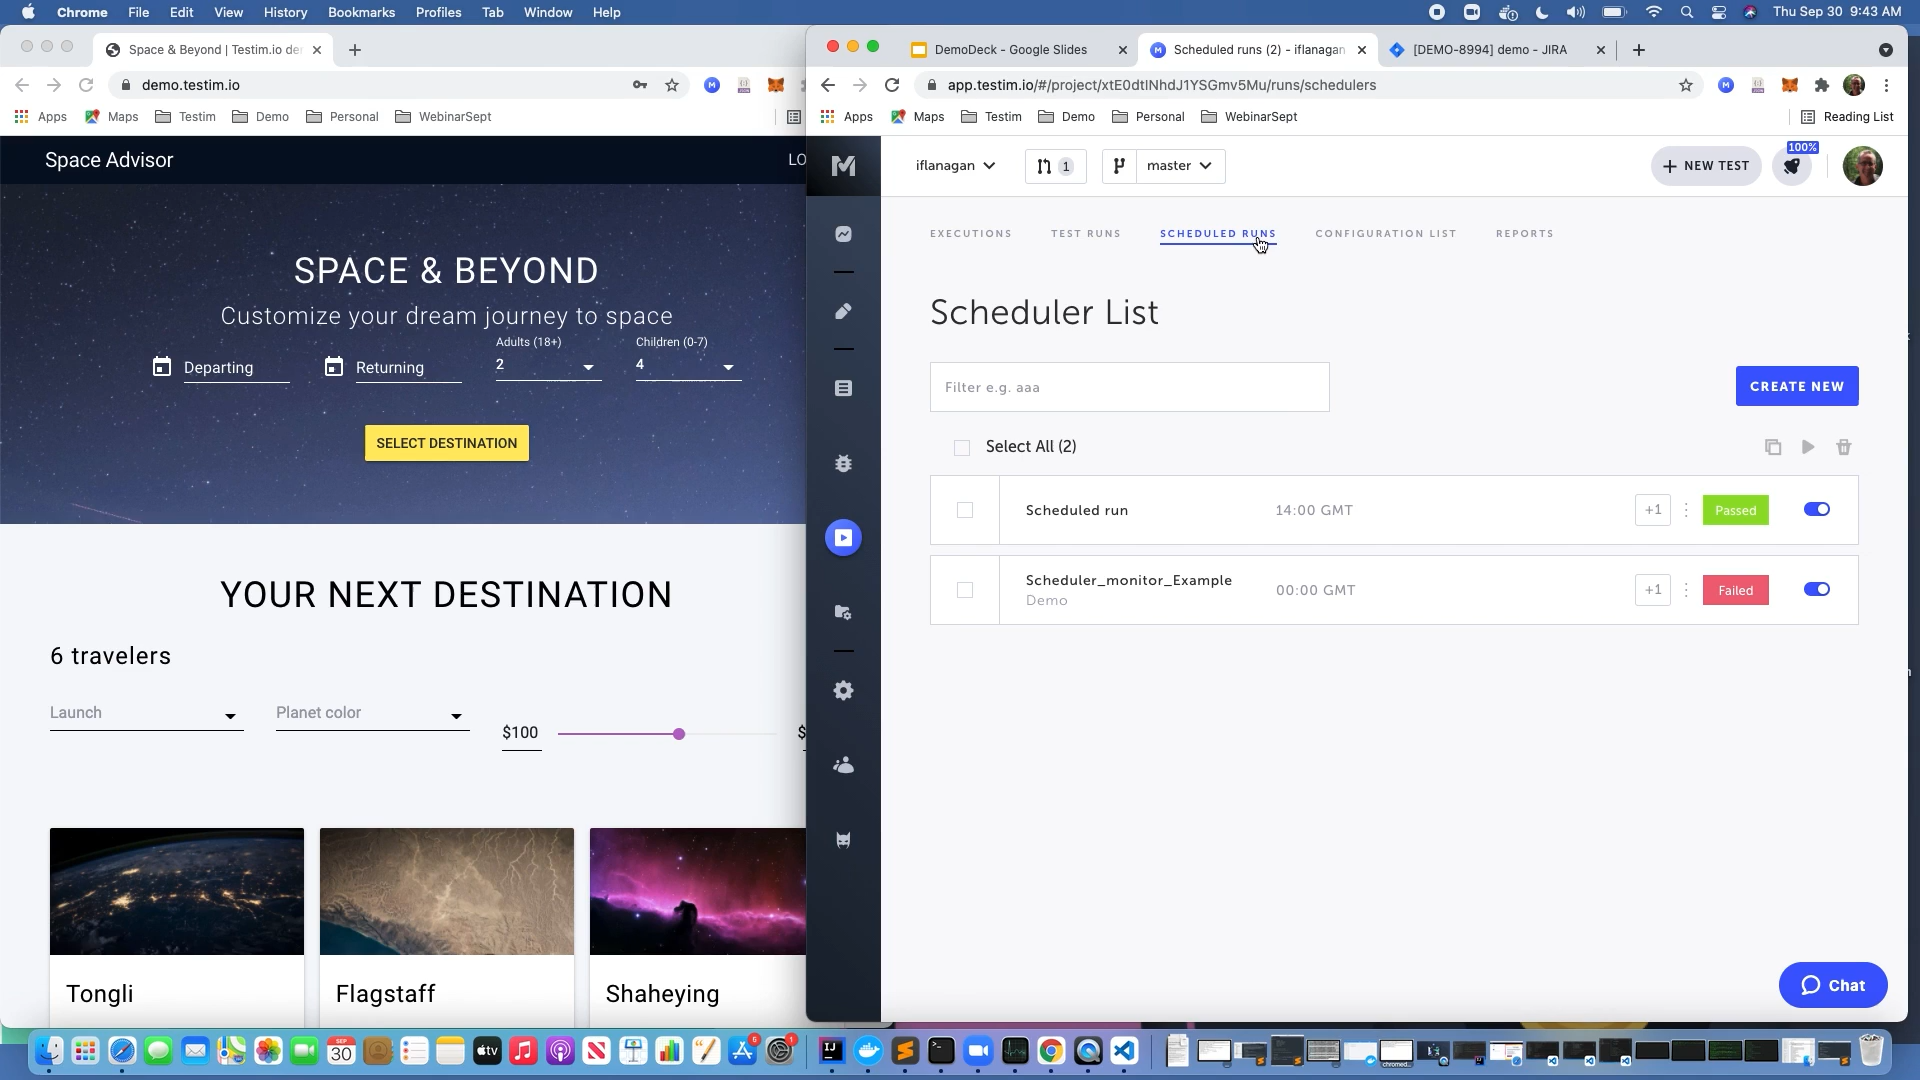 Chrome File Edit View History Bookmarks Profiles Tab Window Help
Thu Sep 30 9:43 AM
Space & Beyond | Testim.io de
demo.testim.io
Apps Maps Testim Demo Personal WebinarSept
Space Advisor
LO
SPACE & BEYOND
Customize your dream journey to space
Adults (18+) Children (0-7)
Departing Returning 2 4
SELECT DESTINATION
YOUR NEXT DESTINATION
6 travelers
Launch Planet color
$100 $
Tongli Flagstaff Shaheying
DemoDeck - Google Slides
Scheduled runs (2) - iflanagan
[DEMO-8994] demo - JIRA
app.testim.io/#/project/xtE0dtlNhdJ1YSGmv5Mu/runs/schedulers
Apps Maps Testim Demo Personal WebinarSept Reading List
iflanagan 1 master
+ NEW TEST 100%
EXECUTIONS TEST RUNS SCHEDULED RUNS CONFIGURATION LIST REPORTS
Scheduler List
Filter e.g. aaa
CREATE NEW
Select All (2)
Scheduled run 14:00 GMT +1 Passed
Scheduler_monitor_Example 00:00 GMT +1 Failed
Demo
Chat
SEP
30
tv